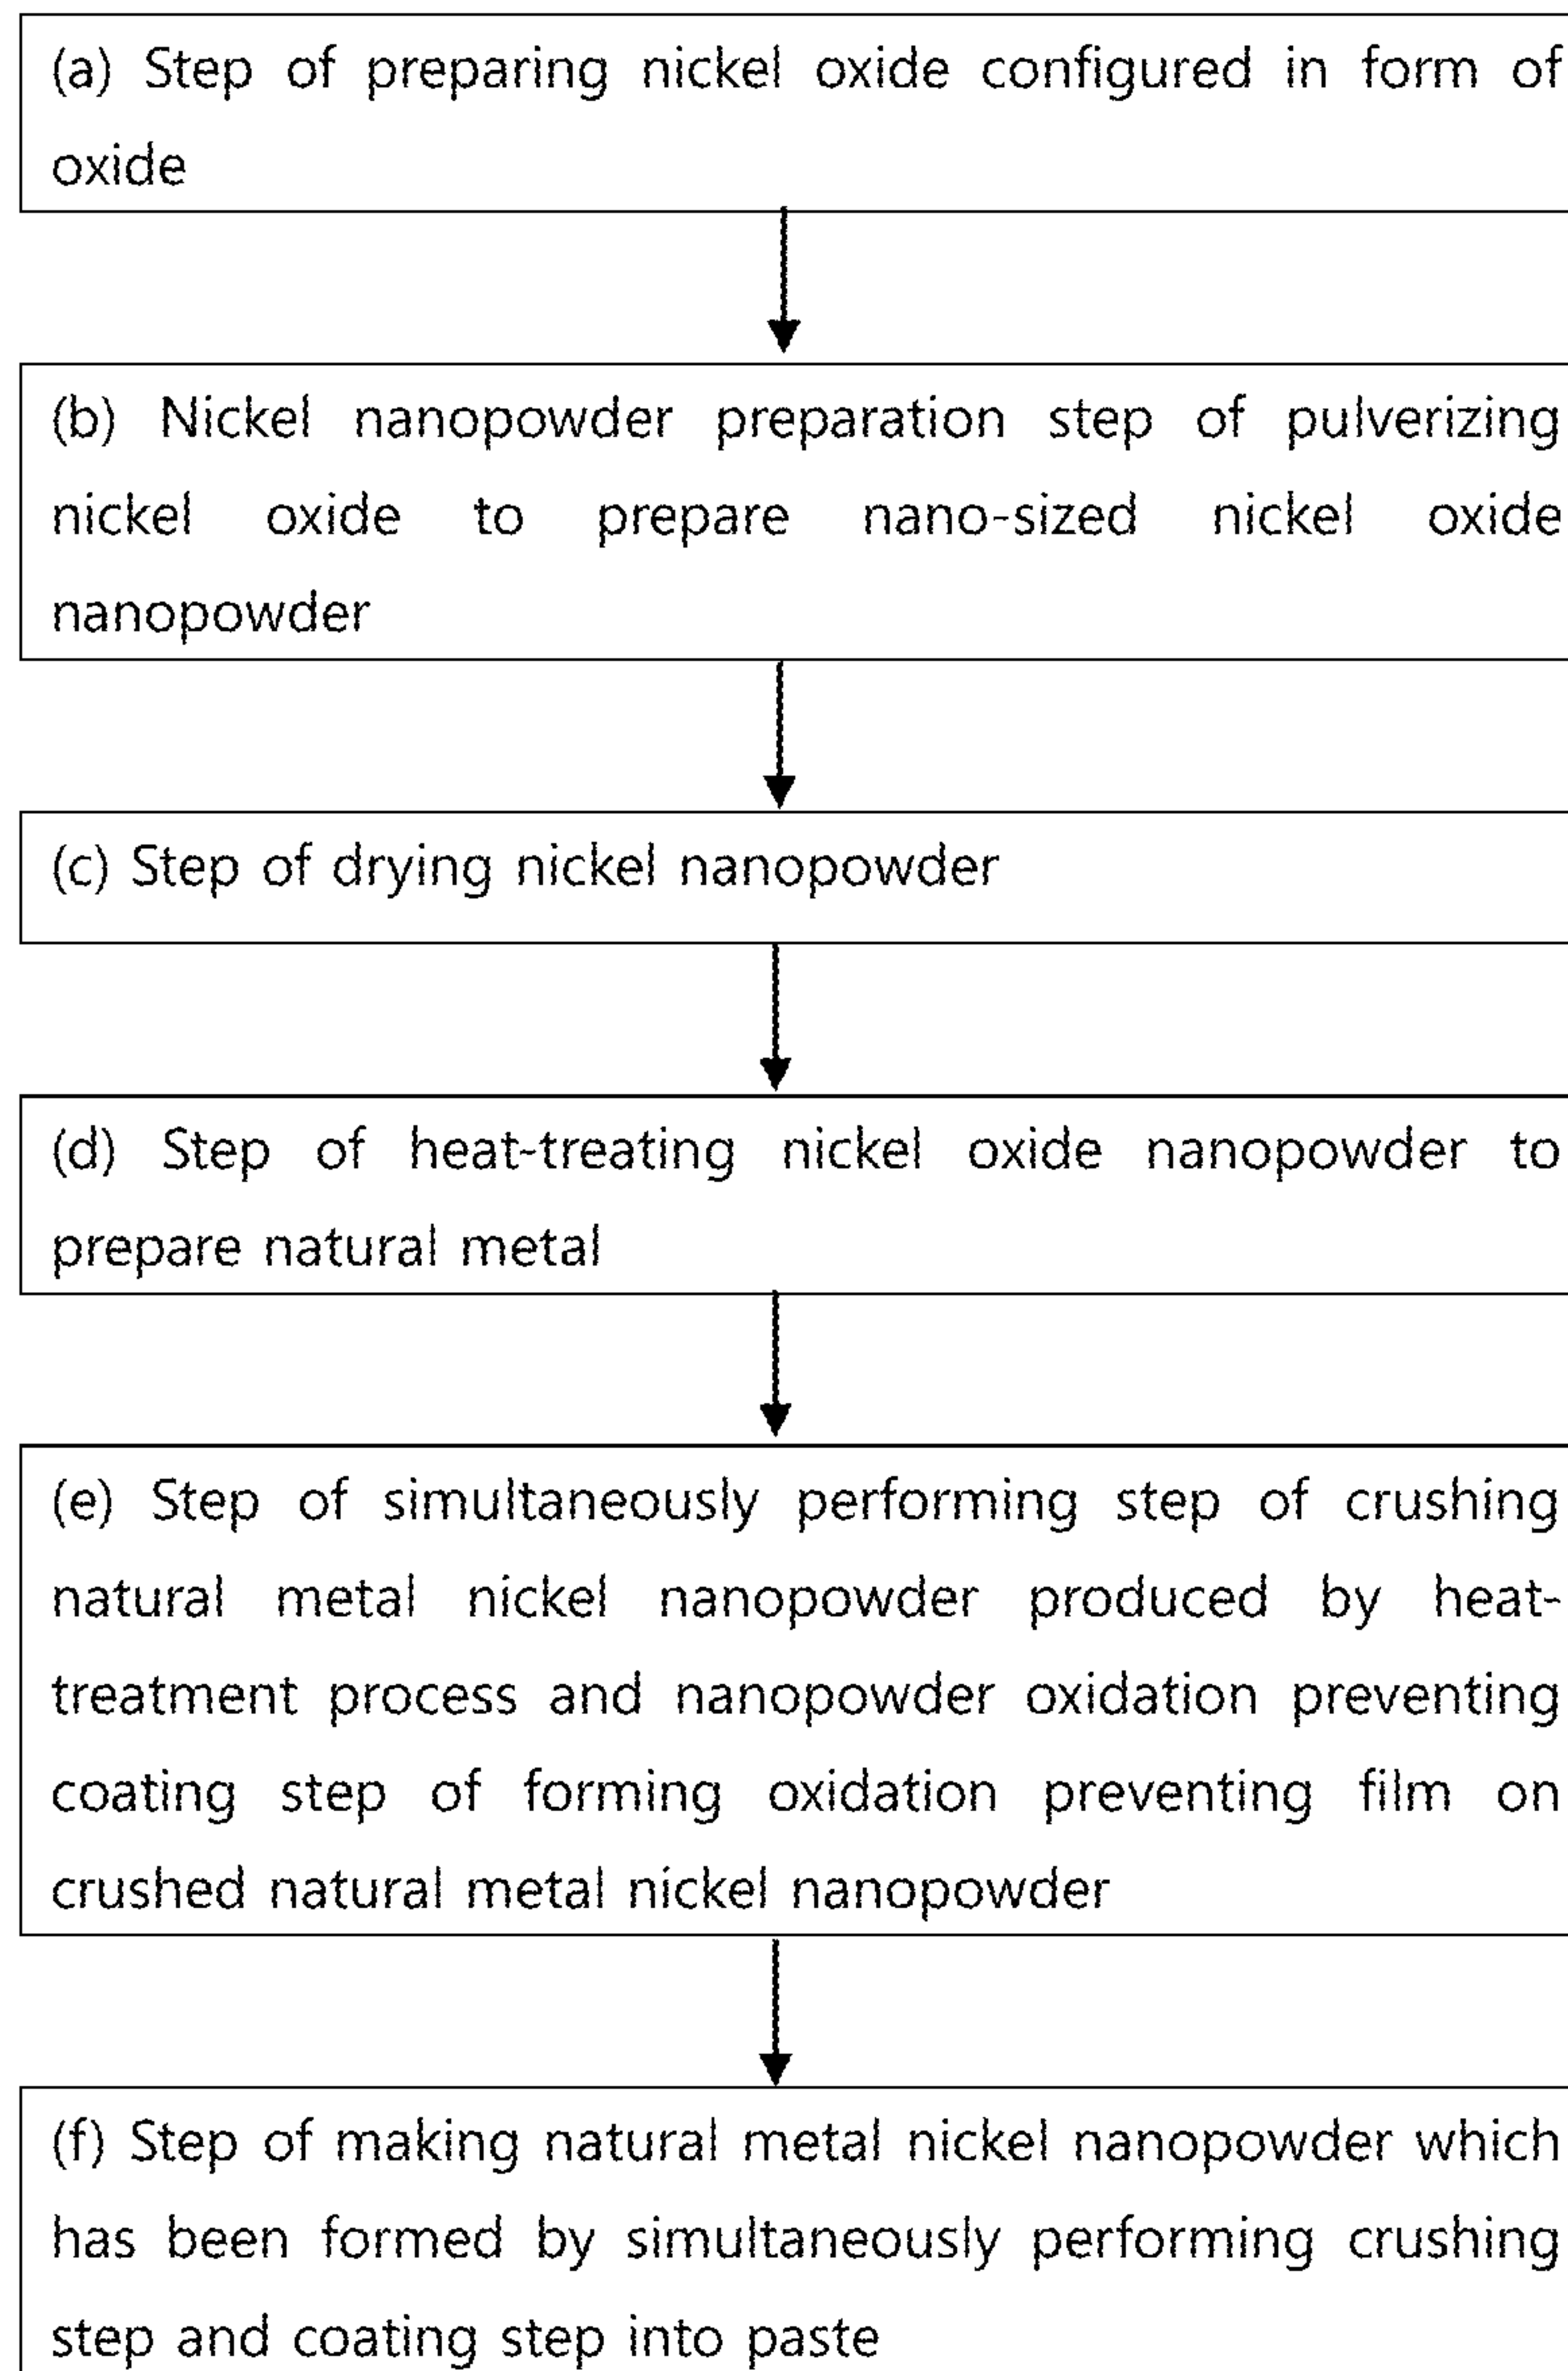 (a) Step of preparing nickel oxide configured in form of
oxide
(b) Nickel nanopowder preparation step of pulverizing
nickel oxide to prepare nano-sized nickel oxide
nanopowder
(c) Step of drying nickel nanopowder
(d) Step of heat-treating nickel oxide nanopowder to
prepare natural metal
(e) Step of simultaneously performing step of crushing
natural metal nickel nanopowder produced by heat-
treatment process and nanopowder oxidation preventing
coating step of forming oxidation preventing film on
crushed natural metal nickel nanopowder
(f) Step of making natural metal nickel nanopowder which
has been formed by simultaneously performing crushing
step and coating step into paste